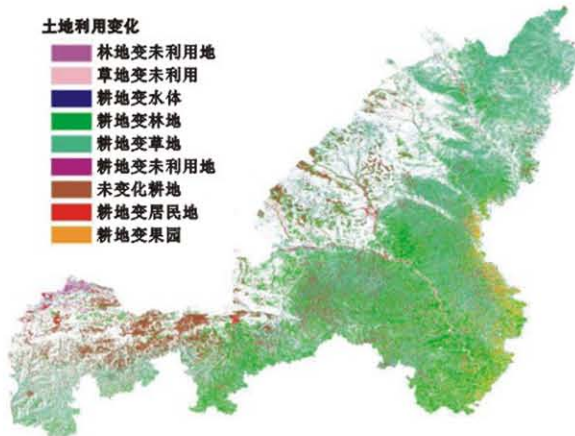 土地利用变化
林地变未利用地
草地变未利用
耕地变水体
耕地变林地
耕地变草地
耕地变未利用地
未变化耕地
耕地变居民地
耕地变果园